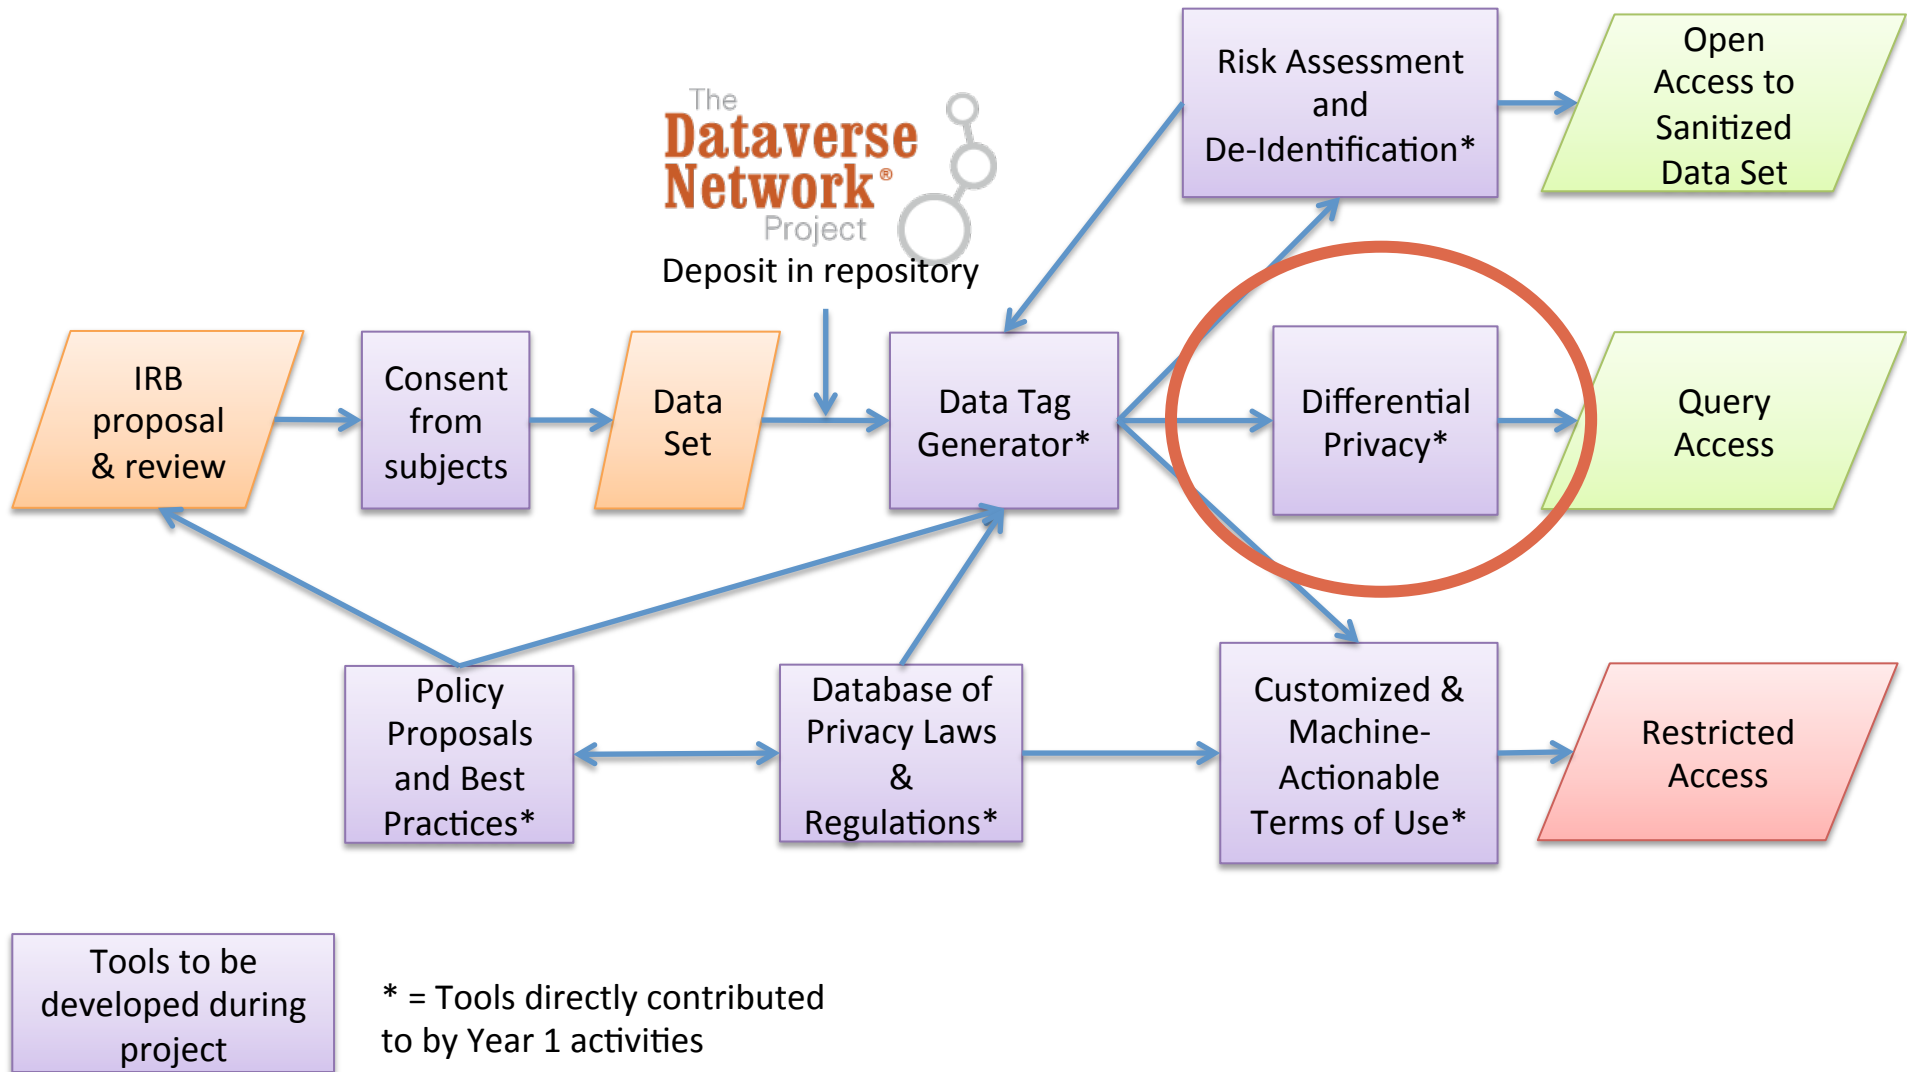 Risk Assessment
and
De-Identification*
Open
Access to
Sanitized
Data Set
The
Dataverse
Network®
Project
Deposit in repository
IRB
proposal
& review
Consent
from
subjects
Data
Set
Data Tag
Generator*
Differential
Privacy*
Query
Access
Policy
Proposals
and Best
Practices*
Database of
Privacy Laws
&
Regulations*
Customized &
Machine-
Actionable
Terms of Use*
Restricted
Access
Tools to be
developed during
project
* = Tools directly contributed
to by Year 1 activities